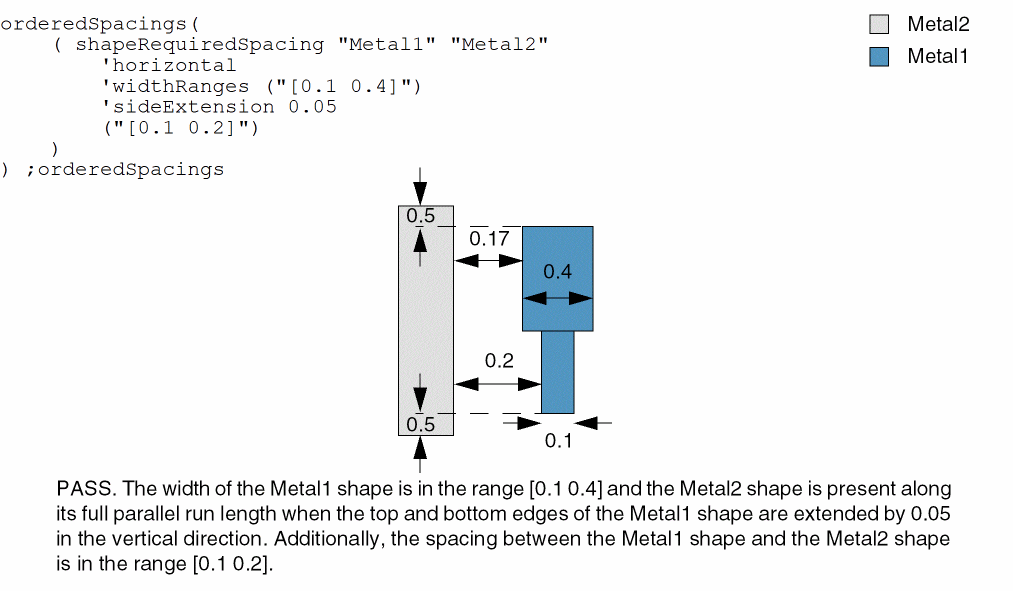 orderedSpacings(
( shapeRequiredSpacing "Metal1" "Metal2"
'horizontal
'widthRanges ("[0.1 0.4]")
'sideExtension 0.05
("[0.1 0.2]")
)
) ;orderedSpacings
Metal2
Metal1
0.5
0.17
0.4
0.2
0.5
0.1
PASS. The width of the Metal1 shape is in the range [0.1 0.4] and the Metal2 shape is present along
its full parallel run length when the top and bottom edges of the Metal1 shape are extended by 0.05
in the vertical direction. Additionally, the spacing between the Metal1 shape and the Metal2 shape
is in the range [0.1 0.2].